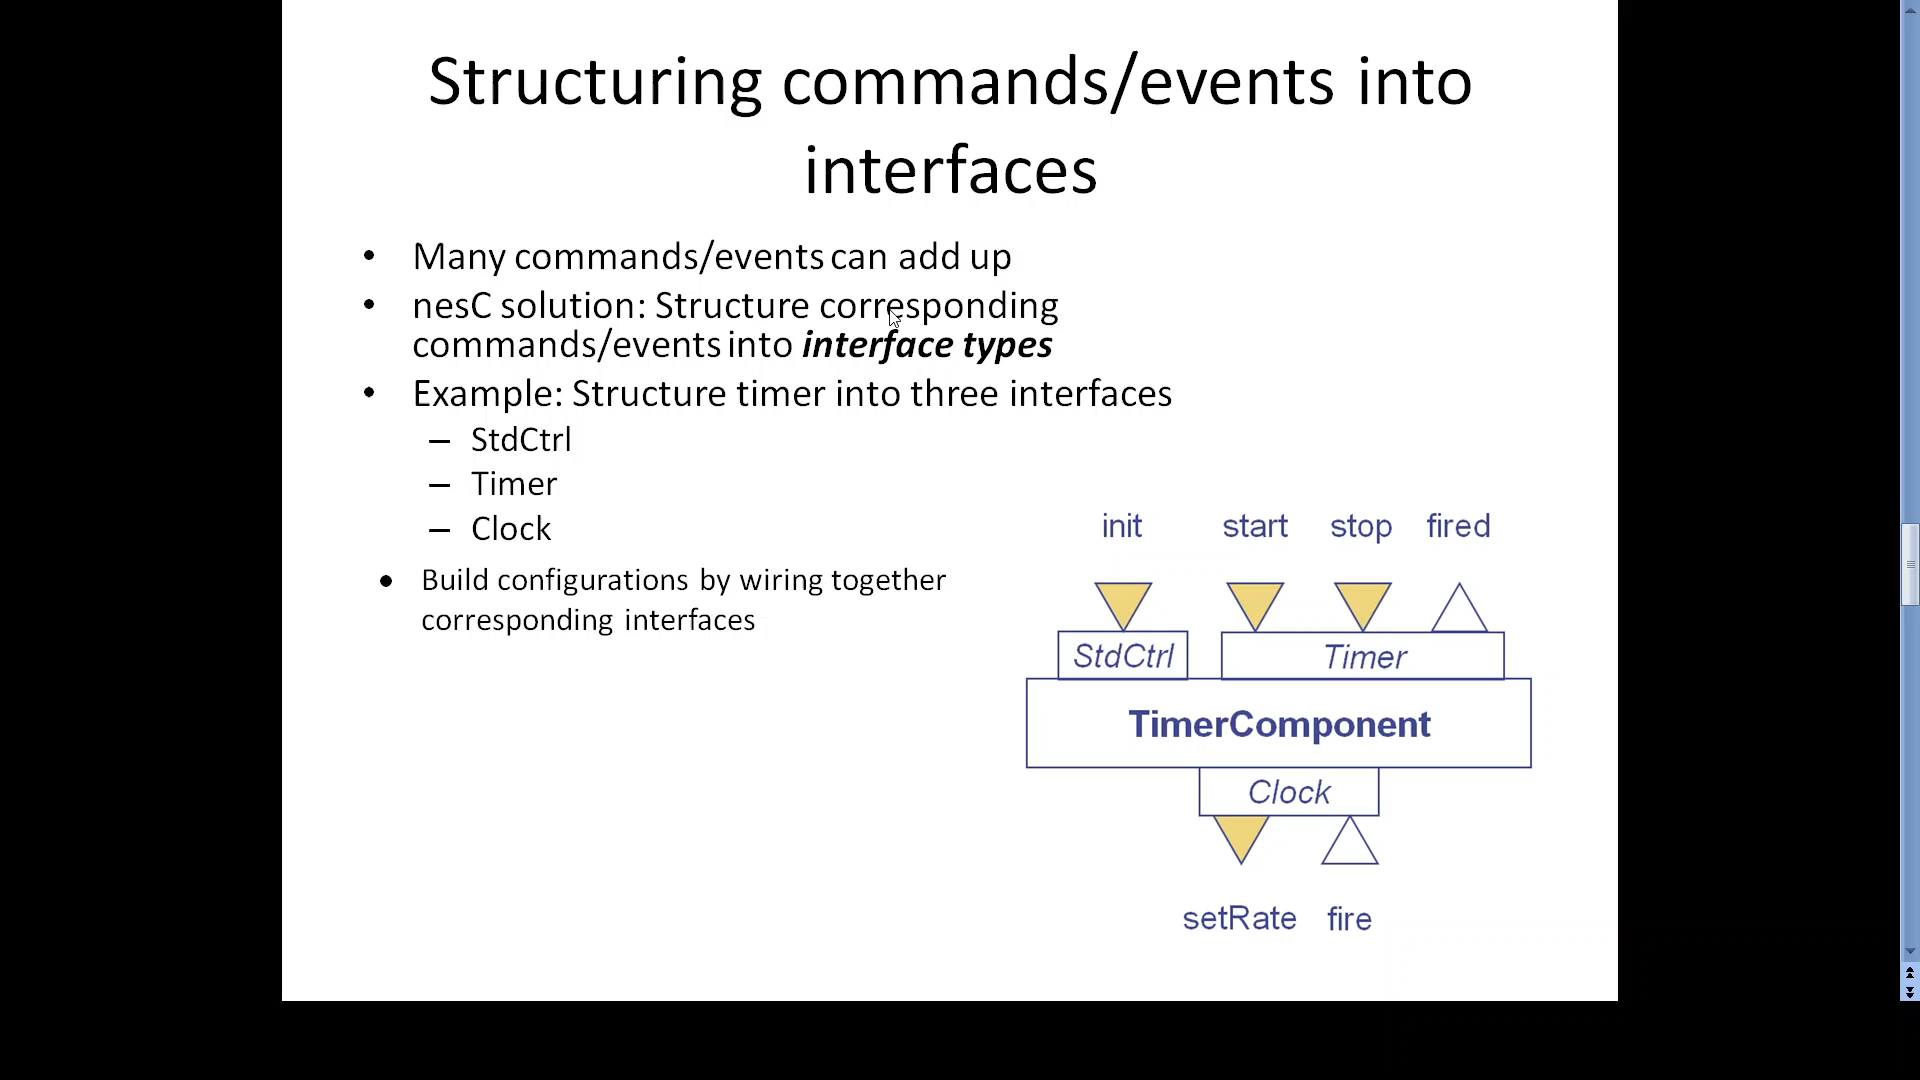 Structuring commands/events into
interfaces
• Many commands/events can add up
• nesC solution: Structure corresponding
commands/events into interface types
• Example: Structure timer into three interfaces
– StdCtrl
– Timer
– Clock
• Build configurations by wiring together
corresponding interfaces
init start stop fired
StdCtrl Timer
TimerComponent
Clock
setRate fire